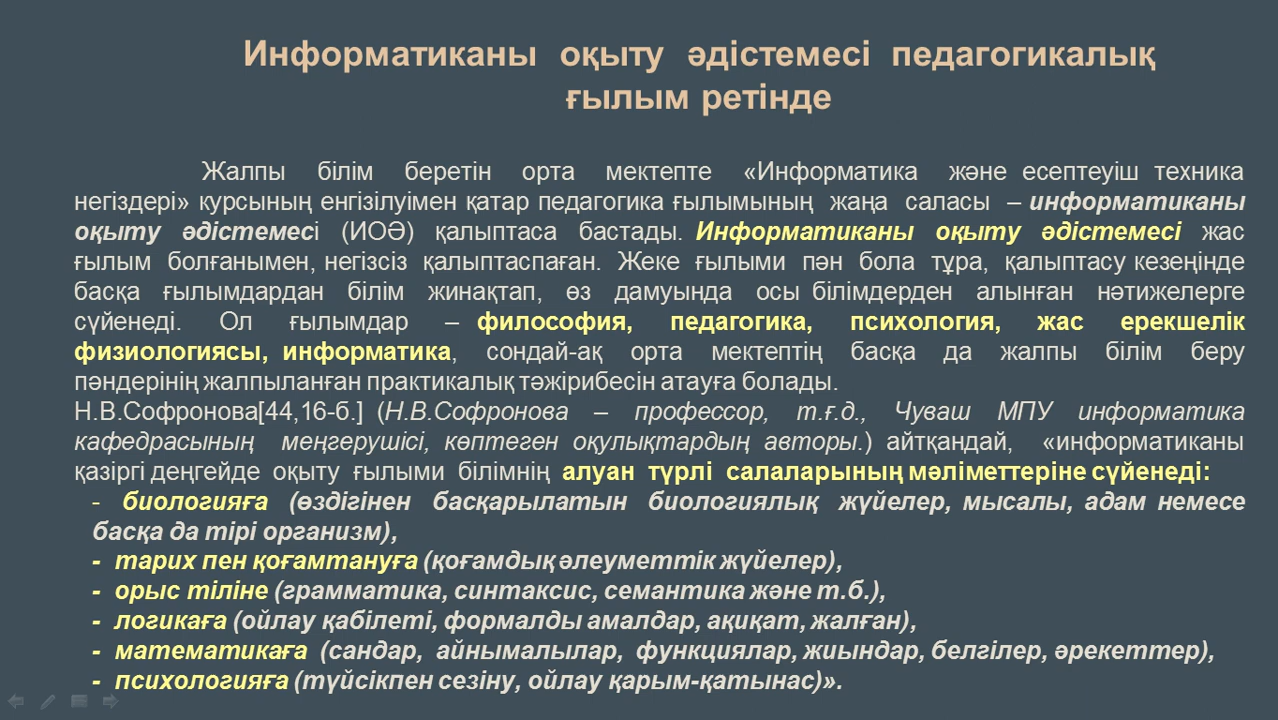 Информатиканы оқыту әдістемесі педагогикалық
ғылым ретінде
Жалпы білім беретін орта мектепте «Информатика және есептеуіш техника
негіздері» курсының енгізілуімен қатар педагогика ғылымының жаңа саласы – информатиканы
оқыту әдістемесі (ИОӘ) қалыптаса бастады. Информатиканы оқыту әдістемесі жас
ғылым болғанымен, негізсіз қалыптаспаған. Жеке ғылыми пән бола тұра, қалыптасу кезеңінде
басқа ғылымдардан білім жинақтап, өз дамуында осы білімдерден алынған нәтижелерге
сүйенеді. Ол ғылымдар – философия, педагогика, психология, жас ерекшелік
физиологиясы, информатика, сондай-ақ орта мектептің басқа да жалпы білім беру
пәндерінің жалпыланған практикалық тәжірибесін атауға болады.
Н.В.Софронова[44,16-б.] (Н.В.Софронова – профессор, т.ғ.д., Чуваш МПУ информатика
кафедрасының меңгерушісі, көптеген оқулықтардың авторы.) айтқандай, «информатиканы
қазіргі деңгейде оқыту ғылыми білімнің алуан түрлі салаларының мәліметтеріне сүйенеді:
- биологияға (өздігінен басқарылатын биологиялық жүйелер, мысалы, адам немесе
басқа да тірі организм),
- тарих пен қоғамтануға (қоғамдық әлеуметтік жүйелер),
- орыс тіліне (грамматика, синтаксис, семантика және т.б.),
- логикаға (ойлау қабілеті, формалды амалдар, ақиқат, жалған),
- математикаға (сандар, айнымалылар, функциялар, жиындар, белгілер, әрекеттер),
- психологияға (түйсікпен сезіну, ойлау қарым-қатынас)».